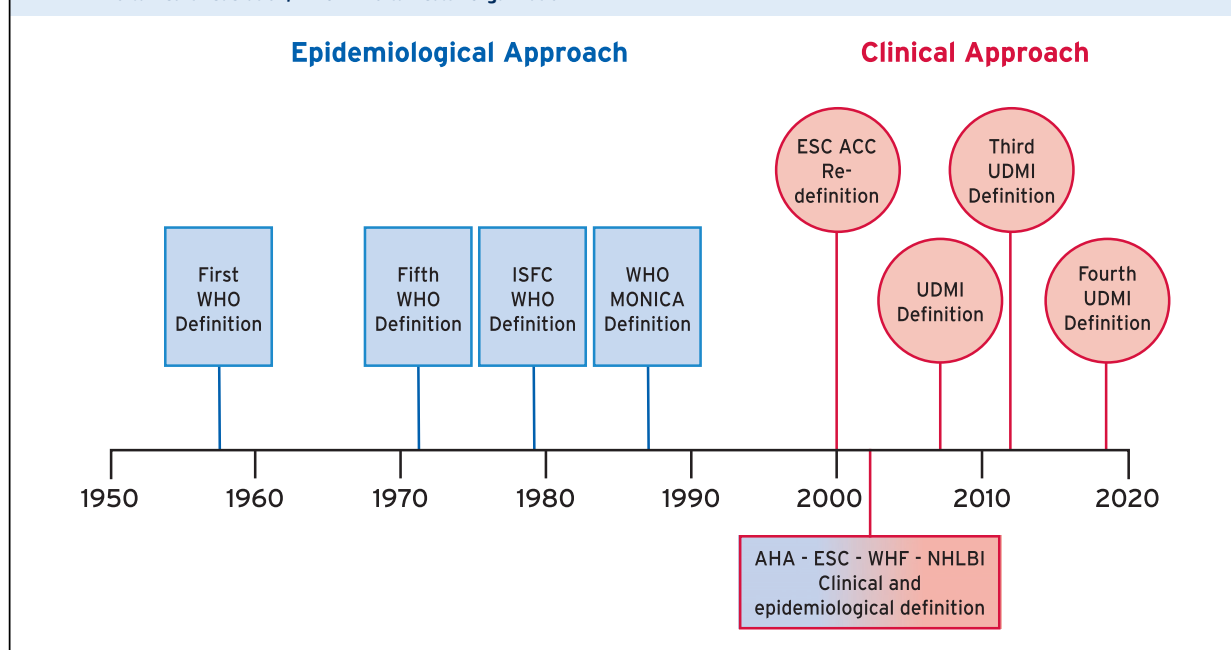 Epidemiological Approach
Clinical Approach
ESC ACC
Re-
definition
Third
UDMI
Definition
First
WHO
Definition
Fifth
WHO
Definition
ISFC
WHO
Definition
WHO
MONICA
Definition
UDMI
Definition
Fourth
UDMI
Definition
1950
1960
1970
1980
1990
2000
2010
2020
AHA - ESC - WHF - NHLBI
Clinical and
epidemiological definition